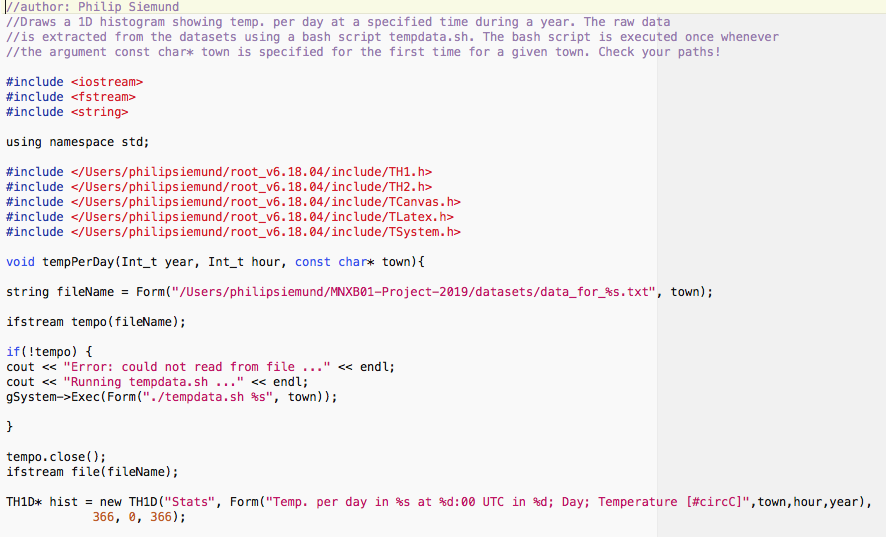 //author: Philip Siemund
//Draws a 1D histogram showing temp. per day at a specified time during a year. The raw data
//is extracted from the datasets using a bash script tempdata.sh. The bash script is executed once whenever
//the argument const char* town is specified for the first time for a given town. Check your paths!
#include <iostream>
#include <fstream>
#include <string>
using namespace std;
#include </Users/philipsiemund/root_v6.18.04/include/TH1.h>
#include </Users/philipsiemund/root_v6.18.04/include/TH2.h>
#include </Users/philipsiemund/root_v6.18.04/include/TCanvas.h>
#include </Users/philipsiemund/root_v6.18.04/include/TLatex.h>
#include </Users/philipsiemund/root_v6.18.04/include/TSystem.h>
void tempPerDay(Int_t year, Int_t hour, const char* town){
string fileName = Form("/Users/philipsiemund/MNXB01-Project-2019/datasets/data_for_%s.txt", town);
ifstream tempo(fileName);
if(!tempo) {
cout << "Error: could not read from file ..." << endl;
cout << "Running tempdata.sh ..." << endl;
gSystem->Exec(Form("./tempdata.sh %s", town));
}
tempo.close();
ifstream file(fileName);
TH1D* hist = new TH1D("Stats", Form("Temp. per day in %s at %d:00 UTC in %d; Day; Temperature [#circC]",town,hour,year),
366, 0, 366);